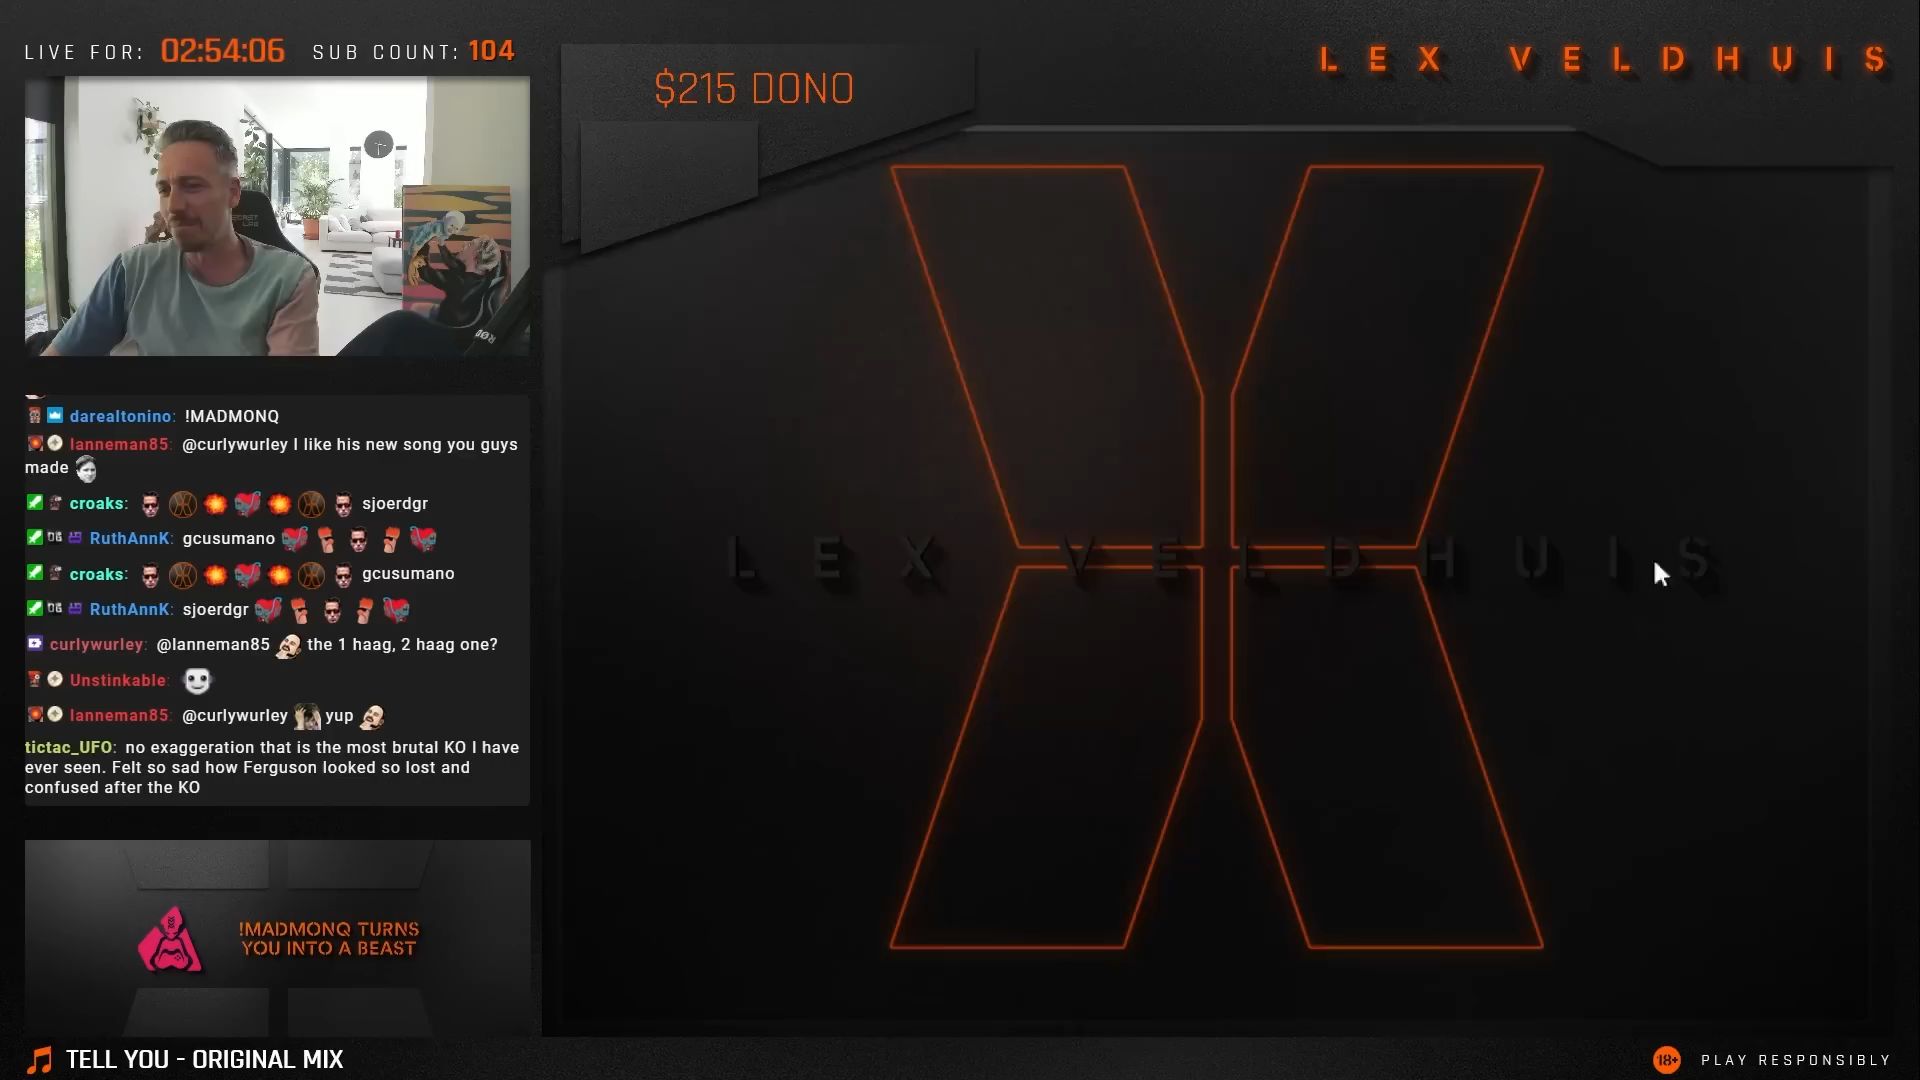 LIVE FOR: 02:54:06 SUB COUNT: 104
$215 DONO
LEX VELDHUIS
darealtonino: !MADMONQ
lanneman85: @curlywurley I like his new song you guys
made
croaks: sjoerdgr
RuthAnnK: gcusumano
croaks: gcusumano
RuthAnnK: sjoerdgr
curlywurley: @lanneman85 the 1 haag, 2 haag one?
Unstinkable:
lanneman85: @curlywurley yup
tictac_UFO: no exaggeration that is the most brutal KO I have
ever seen. Felt so sad how Ferguson looked so lost and
confused after the KO
LEX VELDHUIS
!MADMONQ TURNS
YOU INTO A BEAST
TELL YOU - ORIGINAL MIX
18+ PLAY RESPONSIBLY